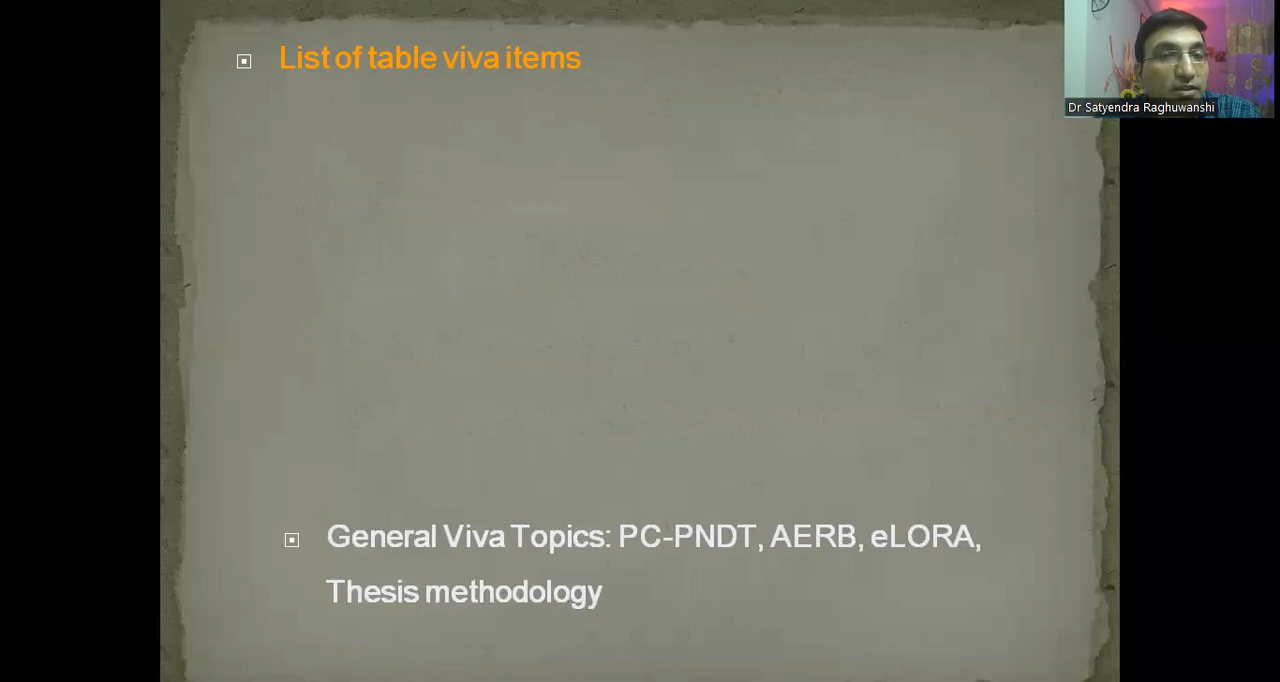 List of table viva items
Dr Satyendra Raghuwanshi
General Viva Topics: PC-PNDT, AERB, eLORA,
Thesis methodology